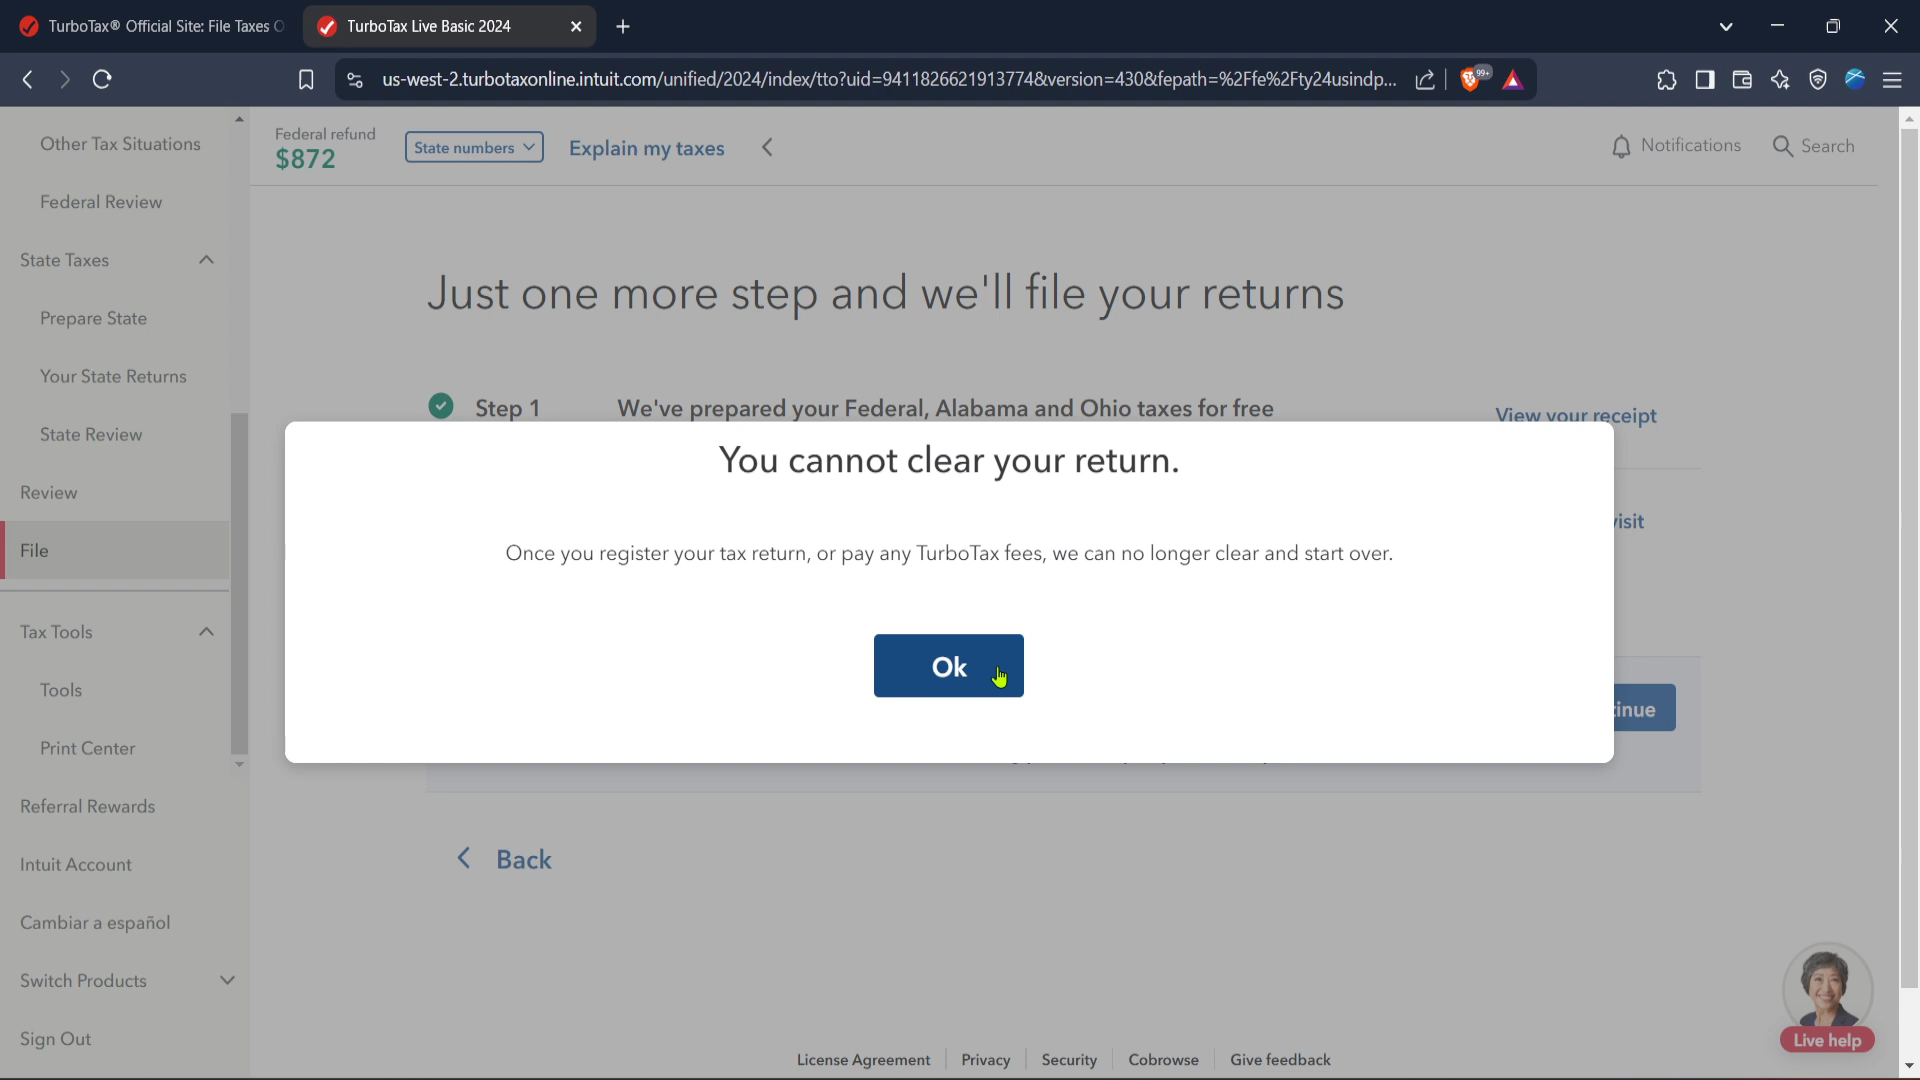 TurboTax® Official Site: File Taxes O
TurboTax Live Basic 2024
us-west-2.turbotaxonline.intuit.com/unified/2024/index/tto?uid=9411826621913774&version=430&fepath=%2Ffe%2Fty24usindp...
99+
Other Tax Situations
Federal Review
State Taxes
Prepare State
Your State Returns
State Review
Review
File
Tax Tools
Tools
Print Center
Referral Rewards
Intuit Account
Cambiar a español
Switch Products
Sign Out
Federal refund
$872
State numbers
Explain my taxes
Notifications
Search
Just one more step and we'll file your returns
Step 1
We've prepared your Federal, Alabama and Ohio taxes for free
View your receipt
You cannot clear your return.
visit
Once you register your tax return, or pay any TurboTax fees, we can no longer clear and start over.
Ok
tinue
Back
Live help
License Agreement
Privacy
Security
Cobrowse
Give feedback